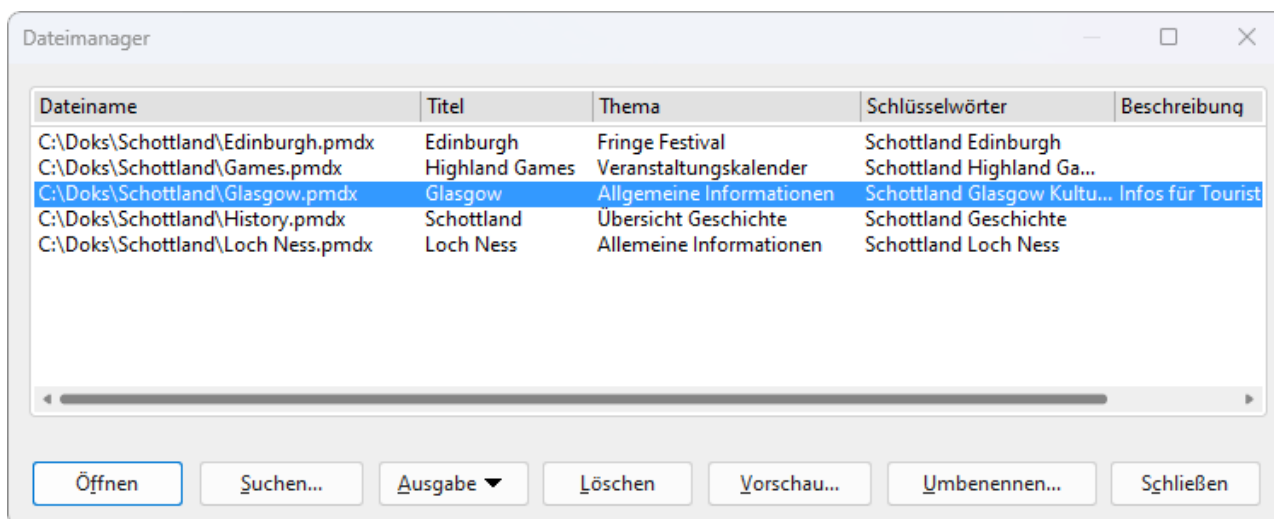 Dateimanager
Dateiname Titel Thema Schlüsselwörter Beschreibung
C:\Doks\Schottland\Edinburgh.pmdx Edinburgh Fringe Festival Schottland Edinburgh
C:\Doks\Schottland\Games.pmdx Highland Games Veranstaltungskalender Schottland Highland Ga...
C:\Doks\Schottland\Glasgow.pmdx Glasgow Allgemeine Informationen Schottland Glasgow Kultu... Infos für Tourist
C:\Doks\Schottland\History.pmdx Schottland Übersicht Geschichte Schottland Geschichte
C:\Doks\Schottland\Loch Ness.pmdx Loch Ness Allemeine Informationen Schottland Loch Ness
Öffnen Suchen... Ausgabe Löschen Vorschau... Umbenennen... Schließen